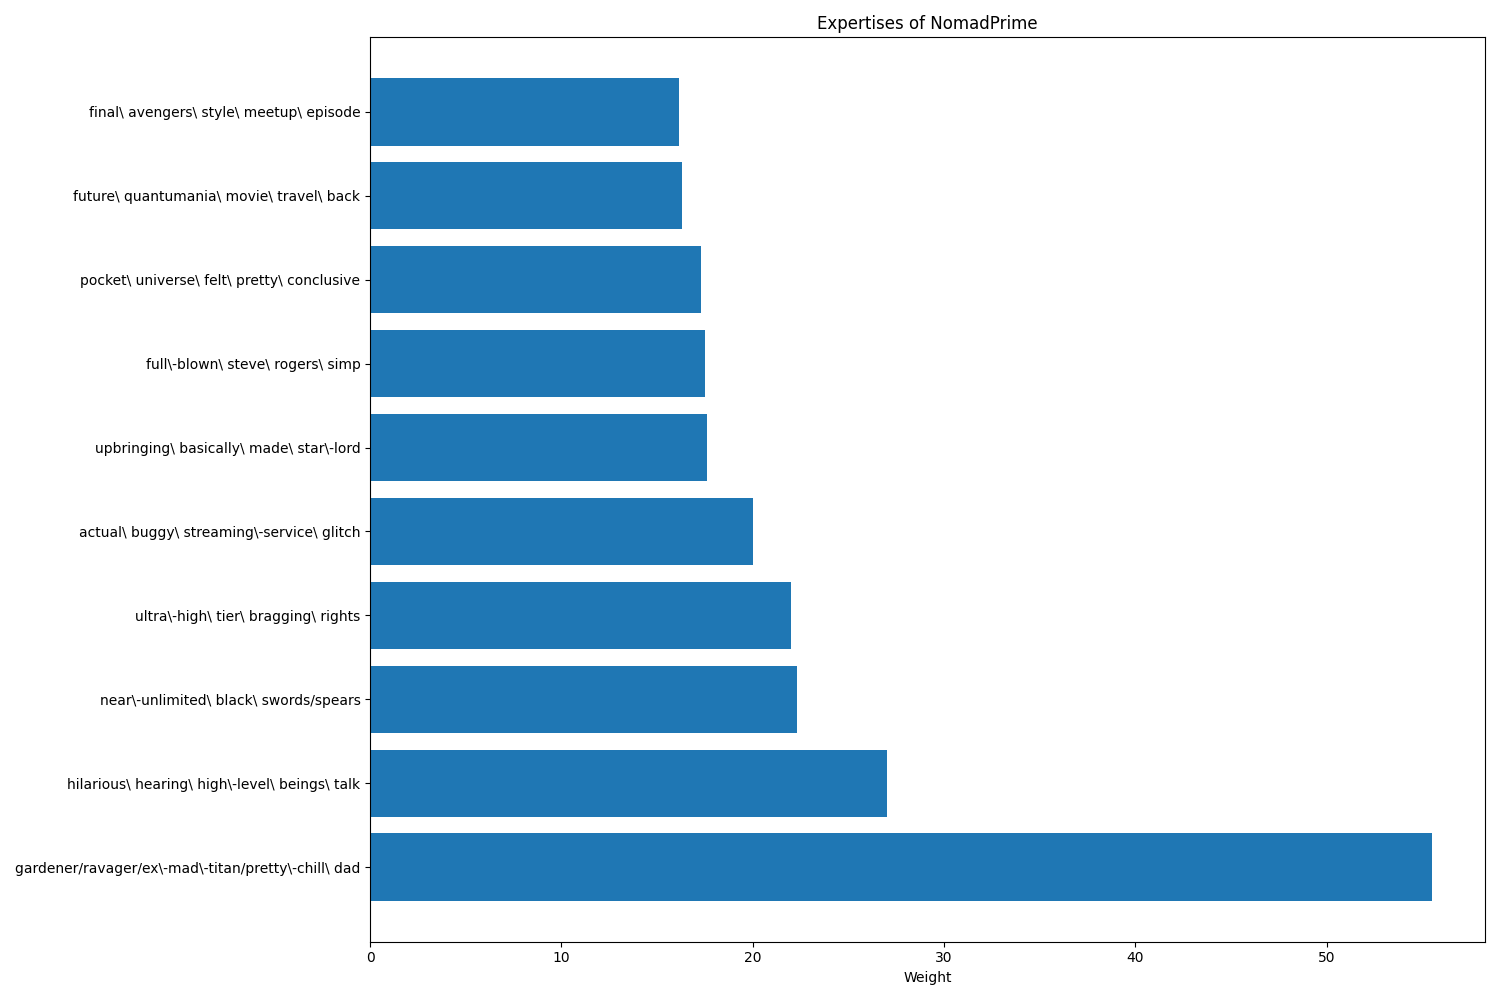 Expertises of NomadPrime
final\ avengers\ style\ meetup\ episode
future\ quantumania\ movie\ travel\ back
pocket\ universe\ felt\ pretty\ conclusive
full\-blown\ steve\ rogers\ simp
upbringing\ basically\ made\ star\-lord
actual\ buggy\ streaming\-service\ glitch
ultra\-high\ tier\ bragging\ rights
near\-unlimited\ black\ swords/spears
hilarious\ hearing\ high\-level\ beings\ talk
gardener/ravager/ex\-mad\-titan/pretty\-chill\ dad
0 10 20 30 40 50
Weight